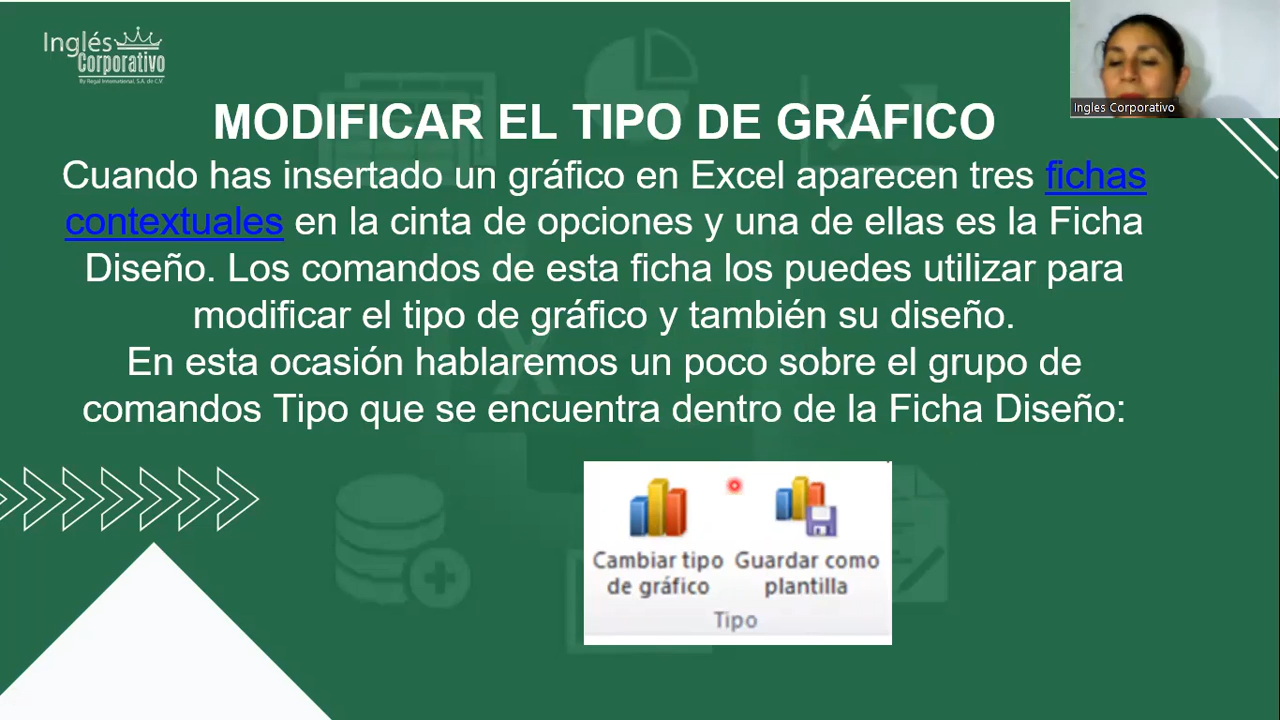 Inglés
Corporativo
By Regal International, S.A. de C.V.
Ingles Corporativo
MODIFICAR EL TIPO DE GRÁFICO
Cuando has insertado un gráfico en Excel aparecen tres fichas
contextuales en la cinta de opciones y una de ellas es la Ficha
Diseño. Los comandos de esta ficha los puedes utilizar para
modificar el tipo de gráfico y también su diseño.
En esta ocasión hablaremos un poco sobre el grupo de
comandos Tipo que se encuentra dentro de la Ficha Diseño:
Cambiar tipo
de gráfico
Guardar como
plantilla
Tipo